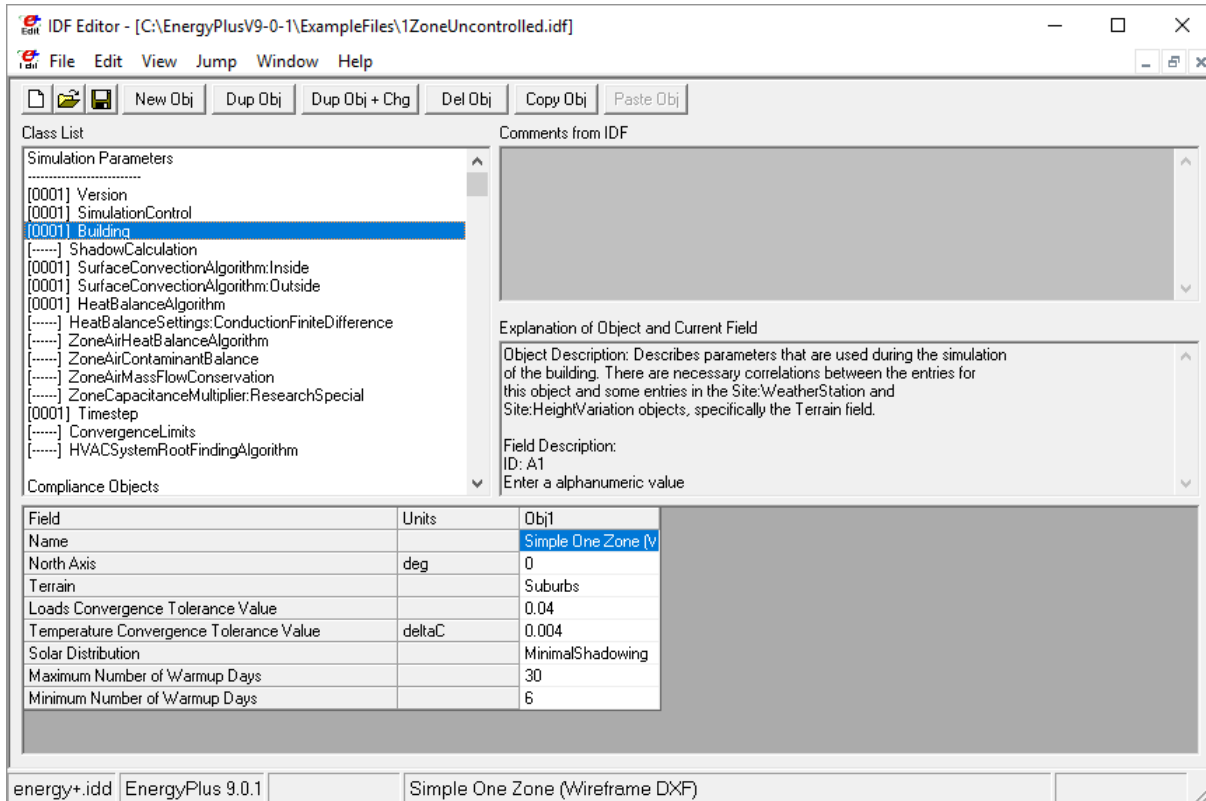 IDF Editor - [C:\EnergyPlusV9-0-1\ExampleFiles\1ZoneUncontrolled.idf]
File Edit View Jump Window Help
New Obj Dup Obj Dup Obj + Chg Del Obj Copy Obj Paste Obj
Class List
Simulation Parameters
----------------------------
[0001] Version
[0001] SimulationControl
[0001] Building
[------] ShadowCalculation
[0001] SurfaceConvectionAlgorithm:Inside
[0001] SurfaceConvectionAlgorithm:Outside
[0001] HeatBalanceAlgorithm
[------] HeatBalanceSettings:ConductionFiniteDifference
[------] ZoneAirHeatBalanceAlgorithm
[------] ZoneAirContaminantBalance
[------] ZoneAirMassFlowConservation
[------] ZoneCapacitanceMultiplier:ResearchSpecial
[0001] Timestep
[------] ConvergenceLimits
[------] HVACSystemRootFindingAlgorithm
Compliance Objects
Comments from IDF
Explanation of Object and Current Field
Object Description: Describes parameters that are used during the simulation
of the building. There are necessary correlations between the entries for
this object and some entries in the Site:WeatherStation and
Site:HeightVariation objects, specifically the Terrain field.
Field Description:
ID: A1
Enter a alphanumeric value
Field Units Obj1
Name Simple One Zone (V
North Axis deg 0
Terrain Suburbs
Loads Convergence Tolerance Value 0.04
Temperature Convergence Tolerance Value deltaC 0.004
Solar Distribution MinimalShadowing
Maximum Number of Warmup Days 30
Minimum Number of Warmup Days 6
energy+.idd EnergyPlus 9.0.1 Simple One Zone (Wireframe DXF)